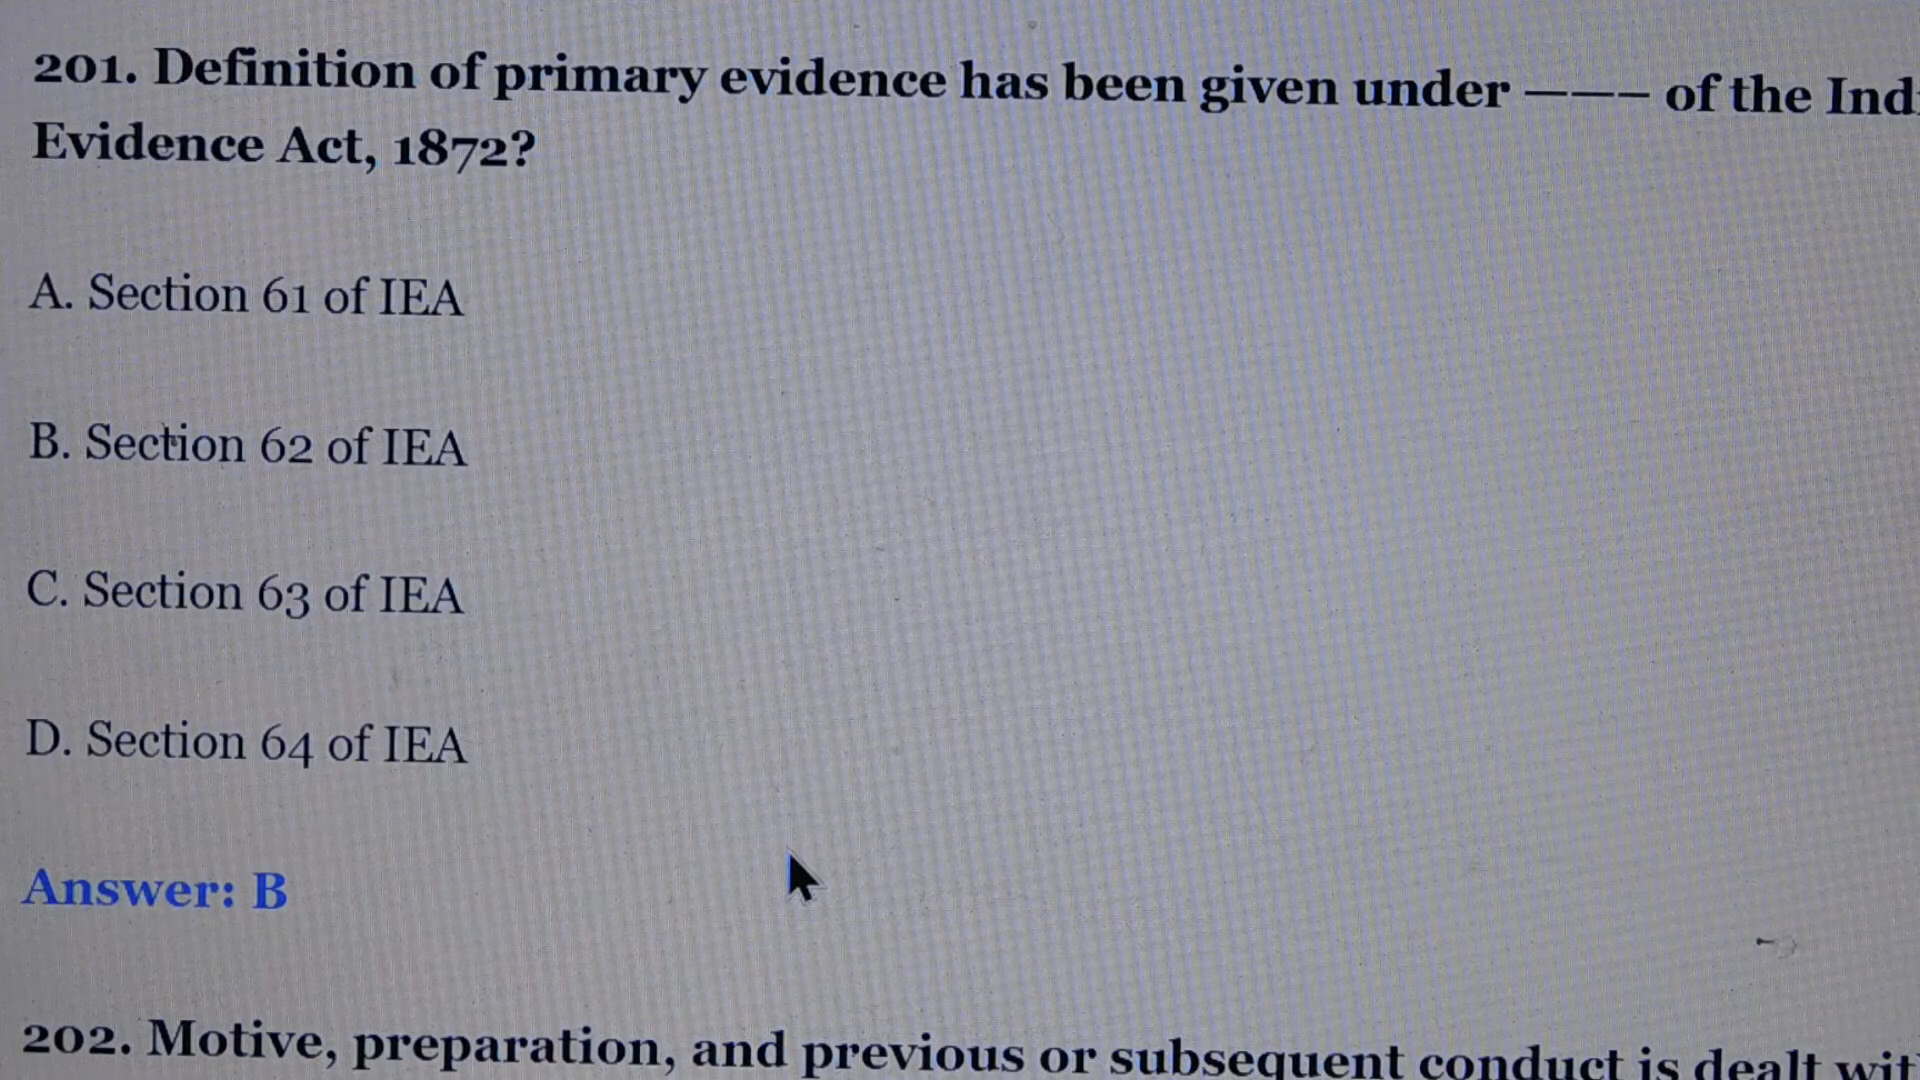 201. Definition of primary evidence has been given under ––– of the Ind
Evidence Act, 1872?
A. Section 61 of IEA
B. Section 62 of IEA
C. Section 63 of IEA
D. Section 64 of IEA
Answer: B
202. Motive, preparation, and previous or subsequent conduct is dealt wit